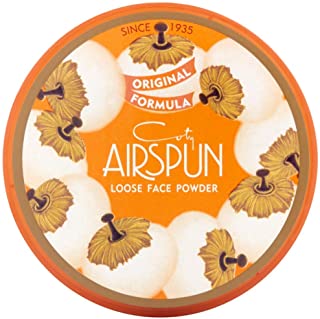 SINCE 1935
ORIGINAL
FORMULA
Coty
AIRSPUN
LOOSE FACE POWDER